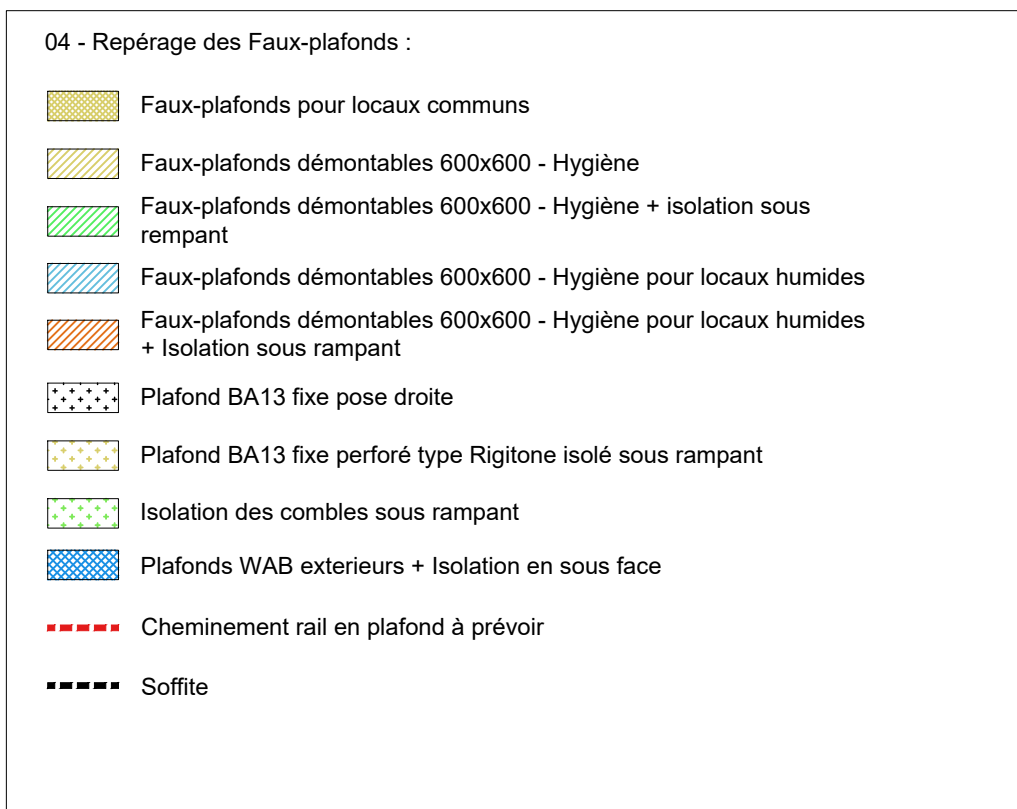 04 - Repérage des Faux-plafonds :
Faux-plafonds pour locaux communs
Faux-plafonds démontables 600x600 - Hygiène
Faux-plafonds démontables 600x600 - Hygiène + isolation sous
rempant
Faux-plafonds démontables 600x600 - Hygiène pour locaux humides
Faux-plafonds démontables 600x600 - Hygiène pour locaux humides
+ Isolation sous rampant
Plafond BA13 fixe pose droite
Plafond BA13 fixe perforé type Rigitone isolé sous rampant
Isolation des combles sous rampant
Plafonds WAB exterieurs + Isolation en sous face
Cheminement rail en plafond à prévoir
Soffite